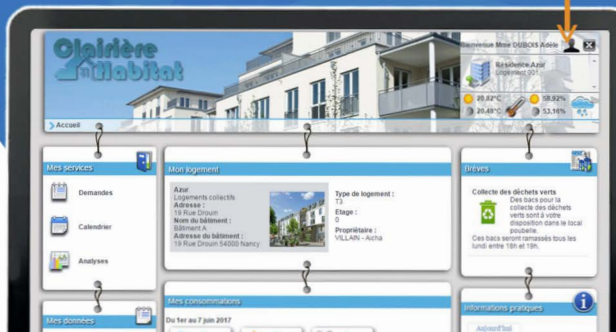 Clairière
Habitat
Bienvenue Mme DUBOIS Adèle
Résidence Azur
Logement 001
20,82°C
58,92%
20,49°C
53,16%
Accueil
Mes services
Demandes
Calendrier
Analyses
Mes données
Mon logement
Azur
Logements collectifs
Adresse :
19 Rue Drouin
Nom du bâtiment :
Bâtiment A
Adresse du bâtiment :
19 Rue Drouin 54000 Nancy
Type de logement :
T3
Etage :
0
Propriétaire :
VILLAIN - Aicha
Mes consommations
Du 1er au 7 juin 2017
Brèves
Collecte des déchets verts
Des bacs pour la
collecte des déchets
verts sont à votre
disposition dans le local
poubelle.
Ces bacs seront ramassés tous les
lundi entre 18h et 19h.
Informations pratiques
Aujourd'hui